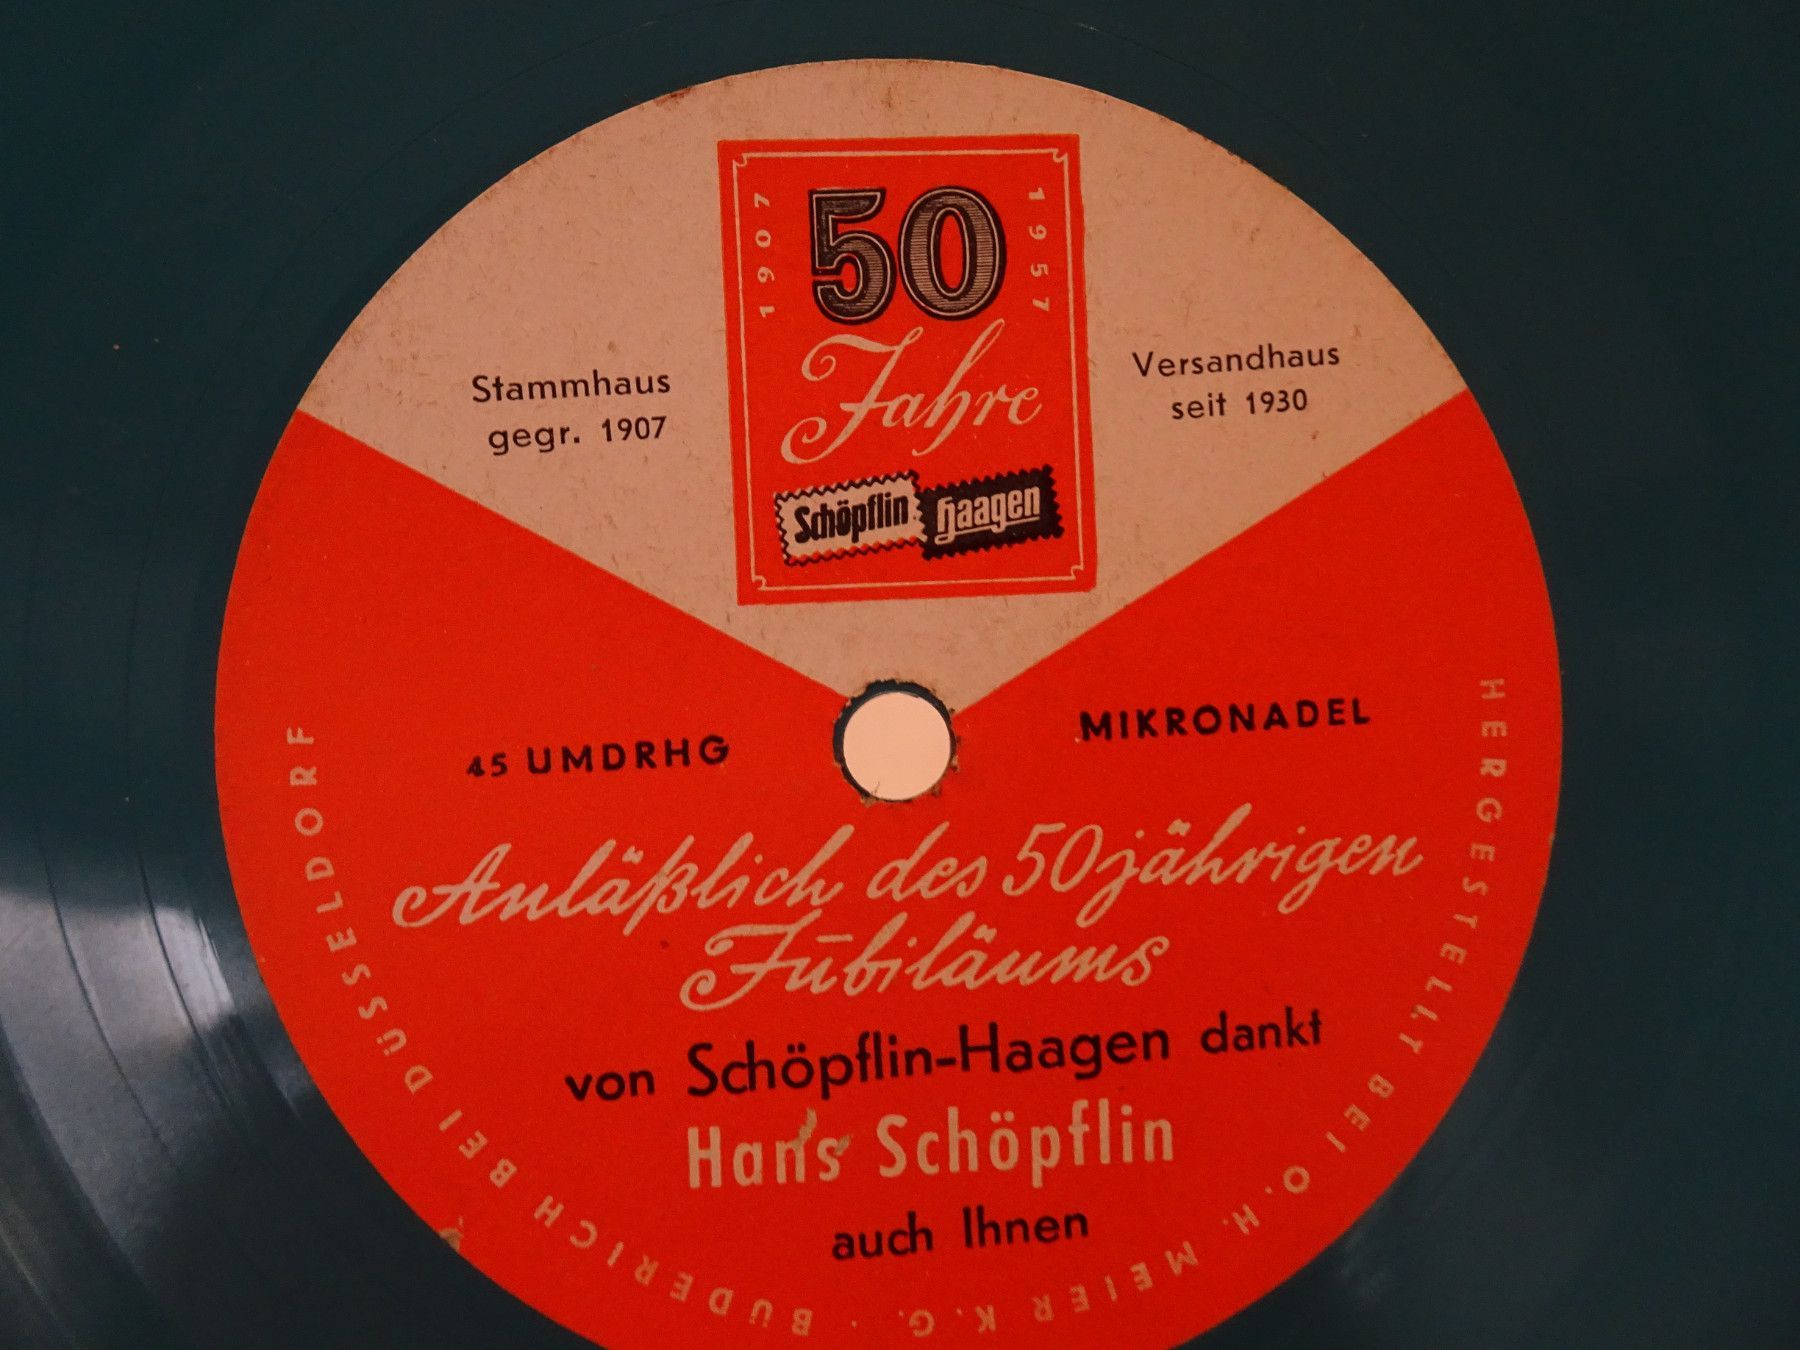 1907
50
1957
Jahre
Schöpflin haagen
Stammhaus
gegr. 1907
Versandhaus
seit 1930
45 UMDRHG
MIKRONADEL
Anläßlich des 50jährigen
Jubiläums
von Schöpflin-Haagen dankt
Hans Schöpflin
auch Ihnen
HERGESTELLT BEI O.H. MEIER K.G. · BÜDERICH BEI DÜSSELDORF